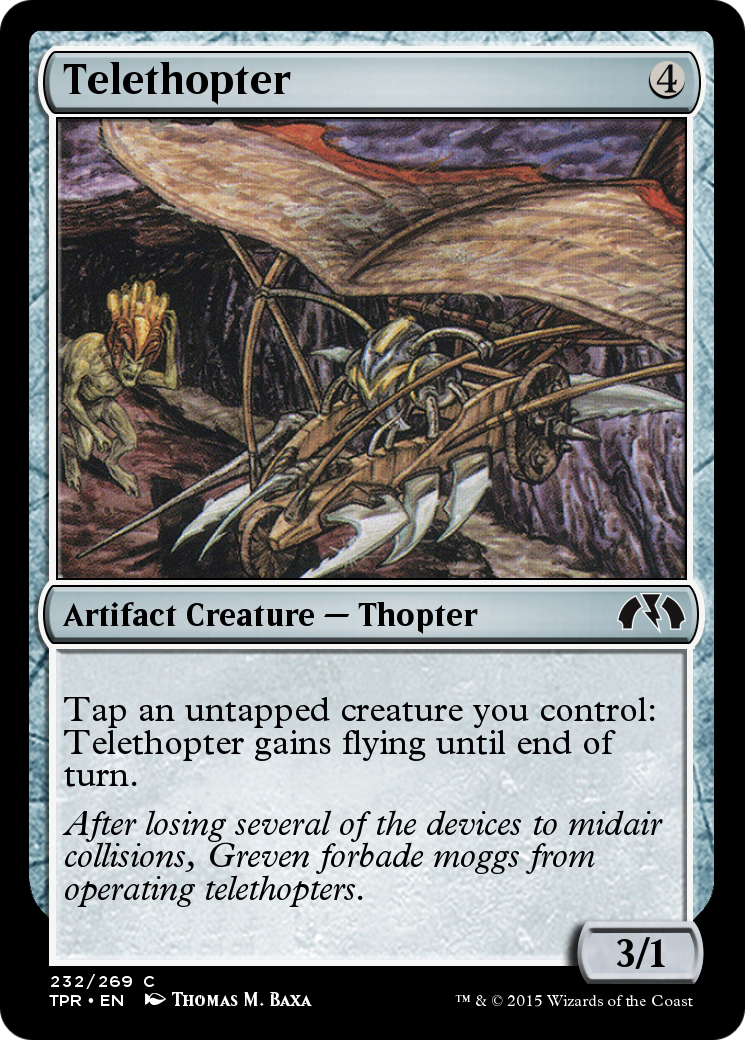 Telethopter
4
Artifact Creature — Thopter
Tap an untapped creature you control:
Telethopter gains flying until end of
turn.
After losing several of the devices to midair
collisions, Greven forbade moggs from
operating telethopters.
3/1
232/269 C
TPR • EN Thomas M. Baxa
™ & © 2015 Wizards of the Coast